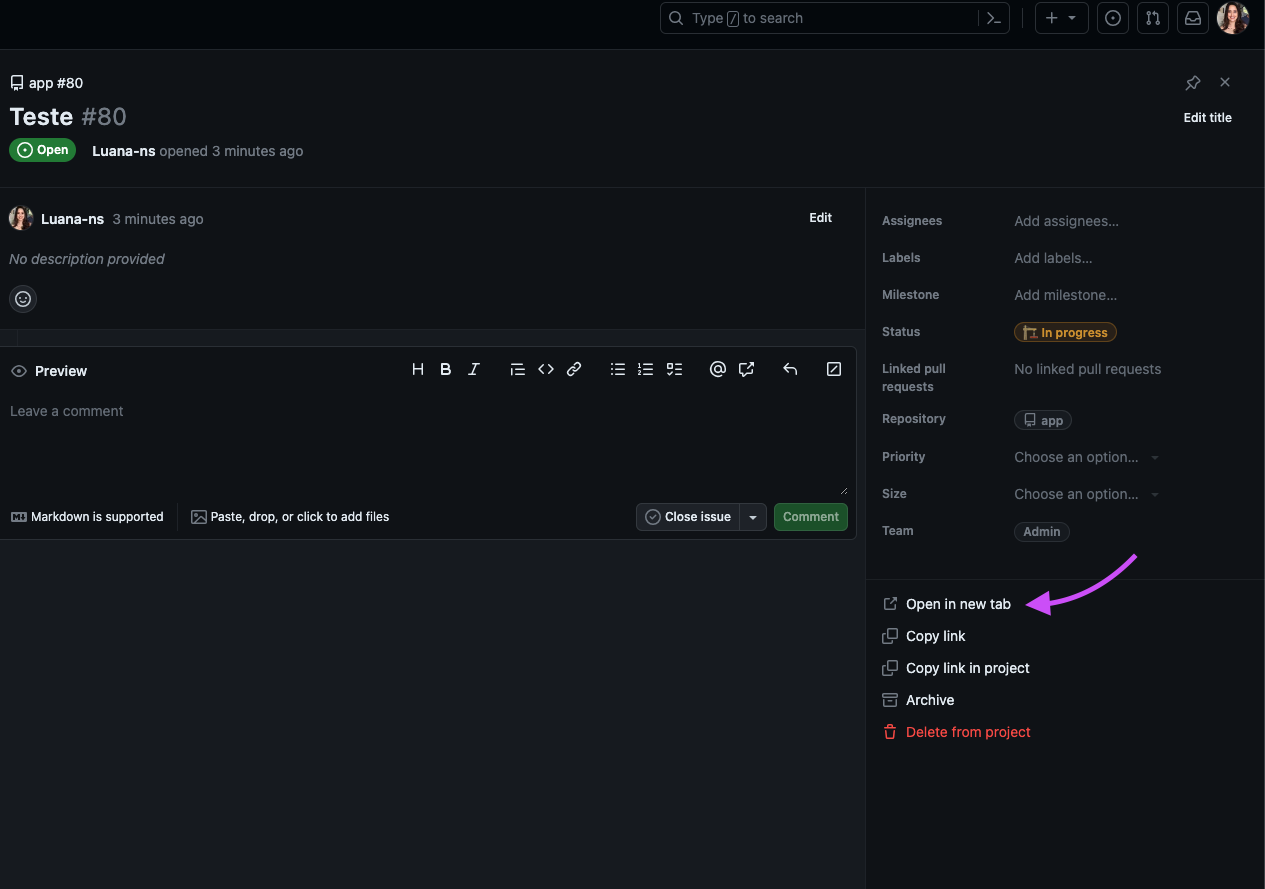 Type / to search
app #80
Teste #80
Edit title
Open
Luana-ns opened 3 minutes ago
Luana-ns 3 minutes ago
Edit
No description provided
Preview
Leave a comment
Markdown is supported
Paste, drop, or click to add files
Close issue
Comment
Assignees
Add assignees...
Labels
Add labels...
Milestone
Add milestone...
Status
In progress
Linked pull
requests
No linked pull requests
Repository
app
Priority
Choose an option...
Size
Choose an option...
Team
Admin
Open in new tab
Copy link
Copy link in project
Archive
Delete from project